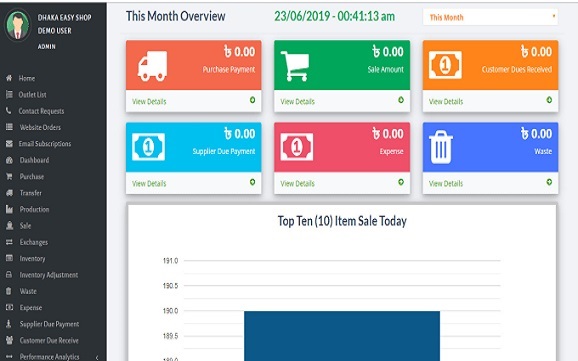 DHAKA EASY SHOP
DEMO USER
ADMIN
Home
Outlet List
Contact Requests
Website Orders
Email Subscriptions
Dashboard
Purchase
Transfer
Production
Sale
Exchanges
Inventory
Inventory Adjustment
Waste
Expense
Supplier Due Payment
Customer Due Receive
Performance Analytics
This Month Overview
23/06/2019 - 00:41:13 am
This Month
৳ 0.00
Purchase Payment
View Details
৳ 0.00
Sale Amount
View Details
৳ 0.00
Customer Dues Received
View Details
৳ 0.00
Supplier Due Payment
View Details
৳ 0.00
Expense
View Details
৳ 0.00
Waste
View Details
Top Ten (10) Item Sale Today
191.0
190.5
190.0
189.5
189.0